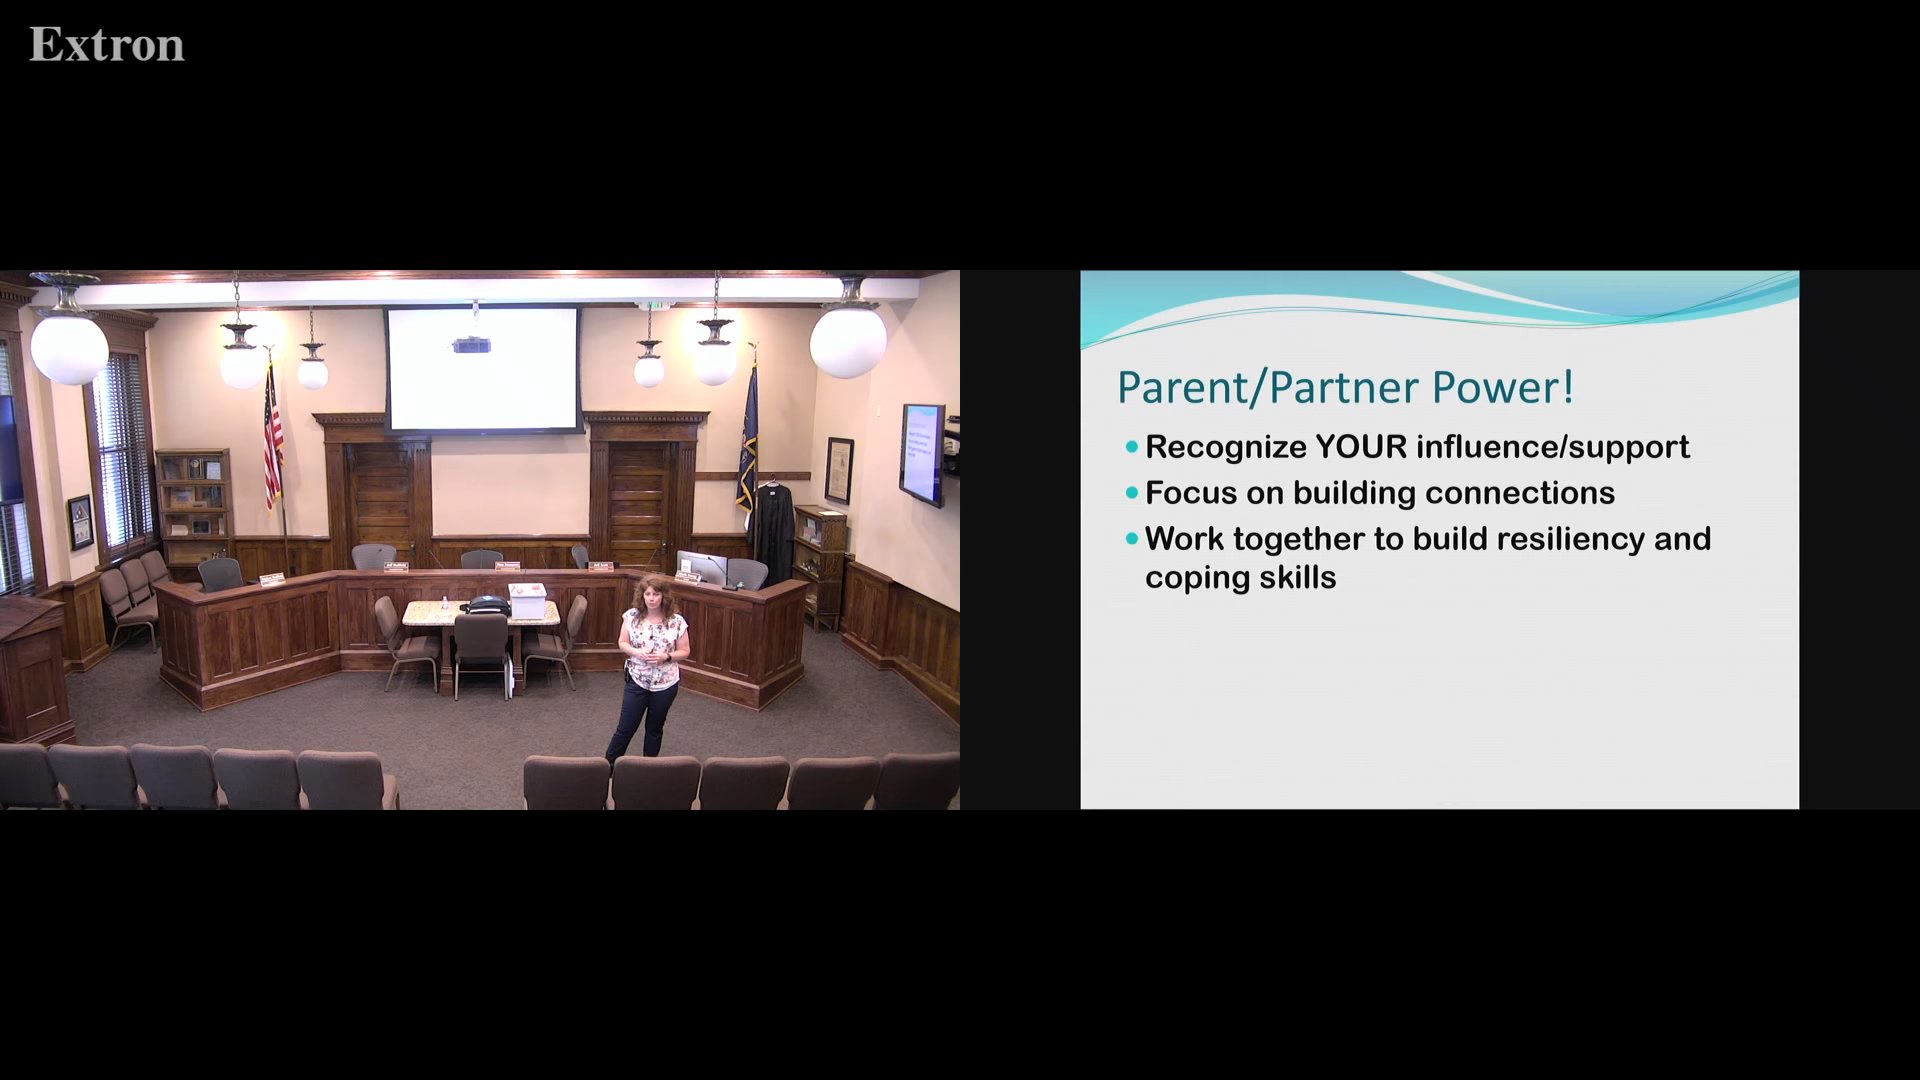 Extron
Parent/Partner Power!
Recognize YOUR influence/support
Focus on building connections
Work together to build resiliency and
coping skills